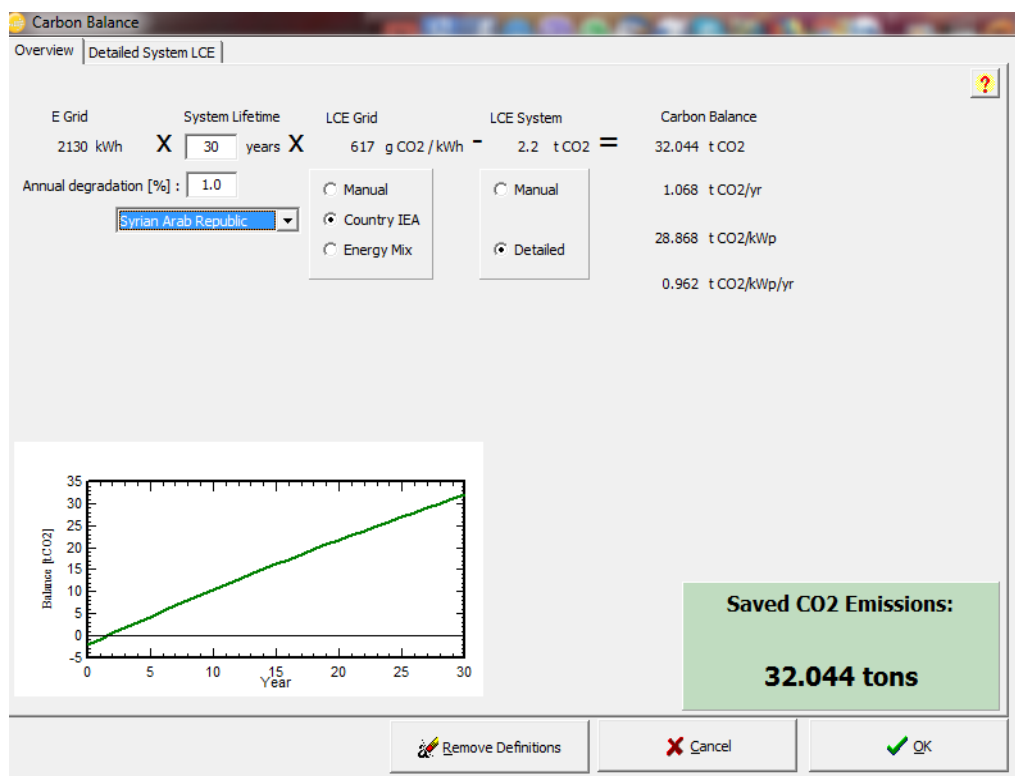 Carbon Balance
Overview Detailed System LCE
?
E Grid System Lifetime LCE Grid LCE System Carbon Balance
2130 kWh X 30 years X 617 g CO2 / kWh - 2.2 t CO2 = 32.044 t CO2
Annual degradation [%] : 1.0 Manual Manual 1.068 t CO2/yr
Syrian Arab Republic Country IEA
28.868 t CO2/kWp
Energy Mix Detailed
0.962 t CO2/kWp/yr
35
30
25
20
15
10
5
0
-5
Balance [tCO2]
0 5 10 15 20 25 30
Year
Saved CO2 Emissions:
32.044 tons
Remove Definitions Cancel OK